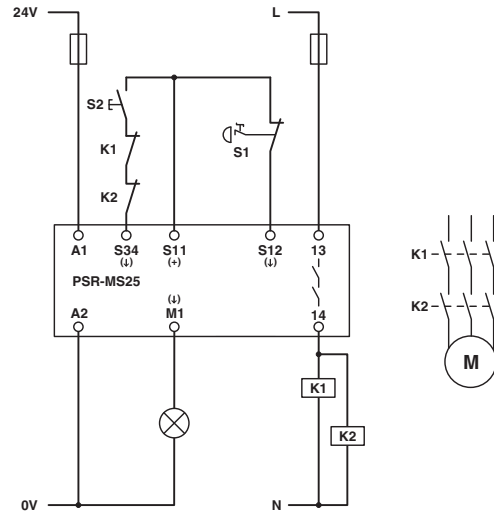 24V
L
S2
K1
S1
K2
A1
S34
S11
S12
13
(↓)
(+)
(↓)
PSR-MS25
(↓)
A2
M1
14
K1
K2
0V
N
K1
K2
M